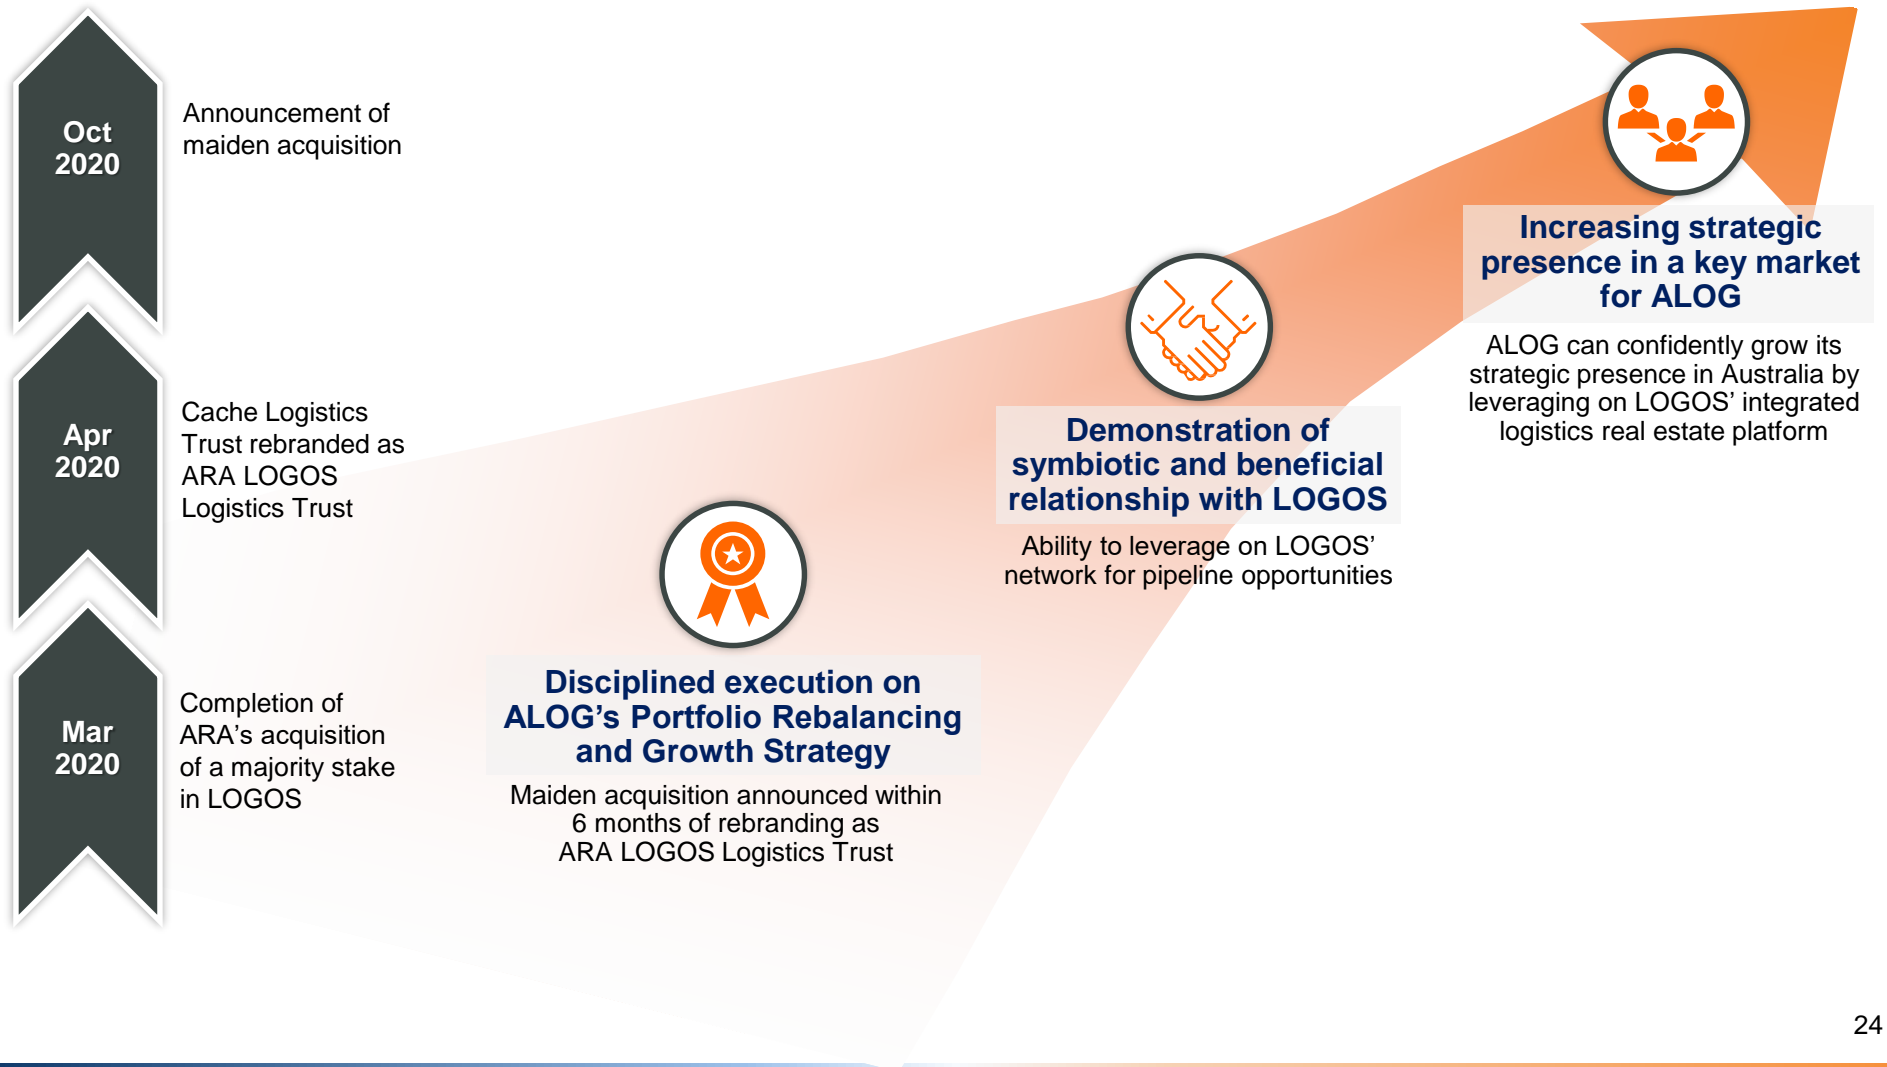 Oct
2020
Announcement of
maiden acquisition
Apr
2020
Cache Logistics
Trust rebranded as
ARA LOGOS
Logistics Trust
Mar
2020
Completion of
ARA’s acquisition
of a majority stake
in LOGOS
Disciplined execution on
ALOG’s Portfolio Rebalancing
and Growth Strategy
Maiden acquisition announced within
6 months of rebranding as
ARA LOGOS Logistics Trust
Demonstration of
symbiotic and beneficial
relationship with LOGOS
Ability to leverage on LOGOS’
network for pipeline opportunities
Increasing strategic
presence in a key market
for ALOG
ALOG can confidently grow its
strategic presence in Australia by
leveraging on LOGOS’ integrated
logistics real estate platform
24